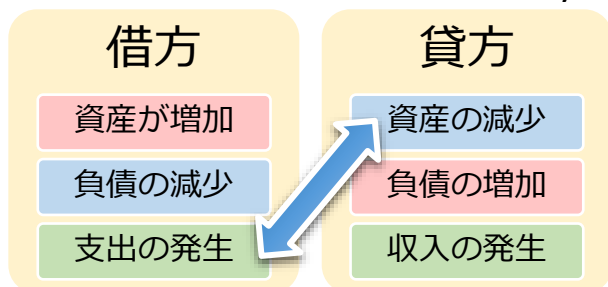 借方
資産が増加
負債の減少
支出の発生
貸方
資産の減少
負債の増加
収入の発生